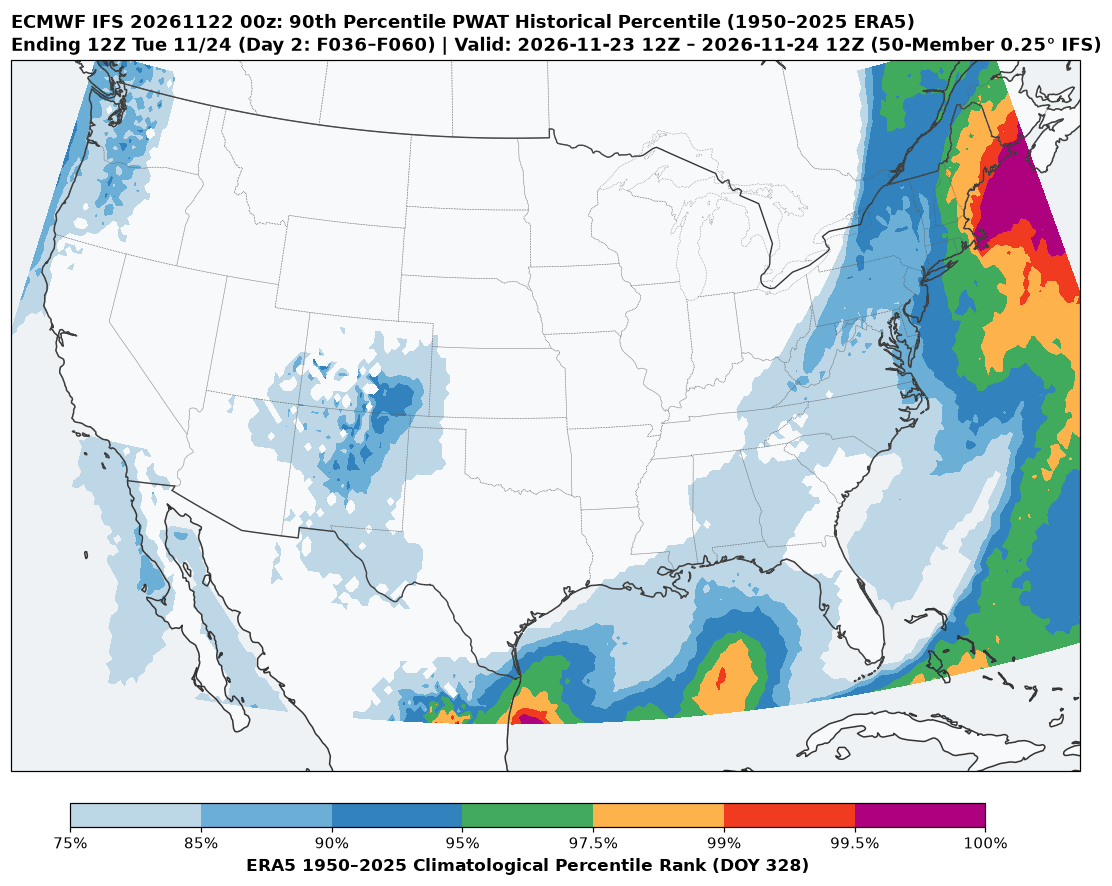 ECMWF IFS 20261122 00z: 90th Percentile PWAT Historical Percentile (1950–2025 ERA5)
Ending 12Z Tue 11/24 (Day 2: F036–F060) | Valid: 2026-11-23 12Z – 2026-11-24 12Z (50-Member 0.25° IFS)
75% 85% 90% 95% 97.5% 99% 99.5% 100%
ERA5 1950–2025 Climatological Percentile Rank (DOY 328)